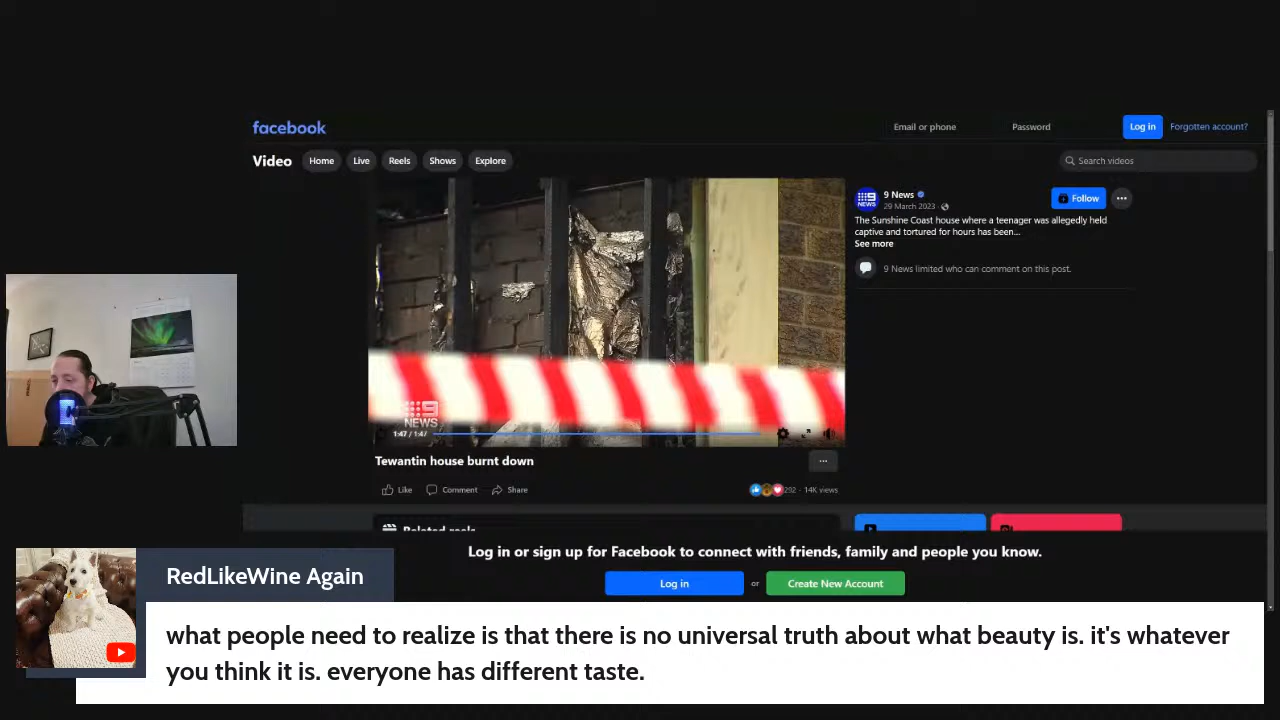 facebook
Email or phone
Password
Log in
Forgotten account?
Video
Home
Live
Reels
Shows
Explore
Search videos
9 News
29 March 2023
Follow
The Sunshine Coast house where a teenager was allegedly held
captive and tortured for hours has been...
See more
9 News limited who can comment on this post.
9
NEWS
1:47 / 1:47
Tewantin house burnt down
Like
Comment
Share
292 · 14K views
Related reels
Log in or sign up for Facebook to connect with friends, family and people you know.
Log in
or
Create New Account
RedLikeWine Again
what people need to realize is that there is no universal truth about what beauty is. it's whatever
you think it is. everyone has different taste.